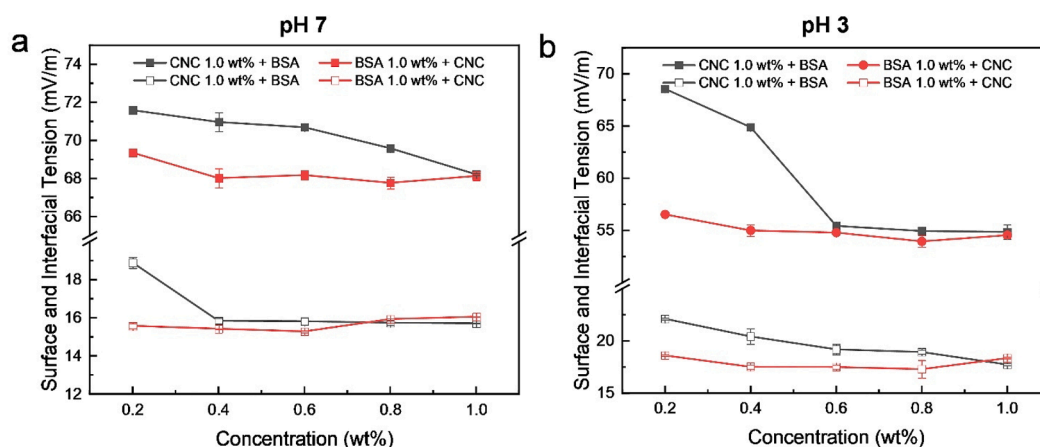 pH 7
a
CNC 1.0 wt% + BSA
BSA 1.0 wt% + CNC
CNC 1.0 wt% + BSA
BSA 1.0 wt% + CNC
Surface and Interfacial Tension (mV/m)
74
72
70
68
66
18
16
14
12
0.2
0.4
0.6
0.8
1.0
Concentration (wt%)
pH 3
b
CNC 1.0 wt% + BSA
BSA 1.0 wt% + CNC
CNC 1.0 wt% + BSA
BSA 1.0 wt% + CNC
Surface and Interfacial Tension (mV/m)
70
65
60
55
20
15
0.2
0.4
0.6
0.8
1.0
Concentration (wt%)